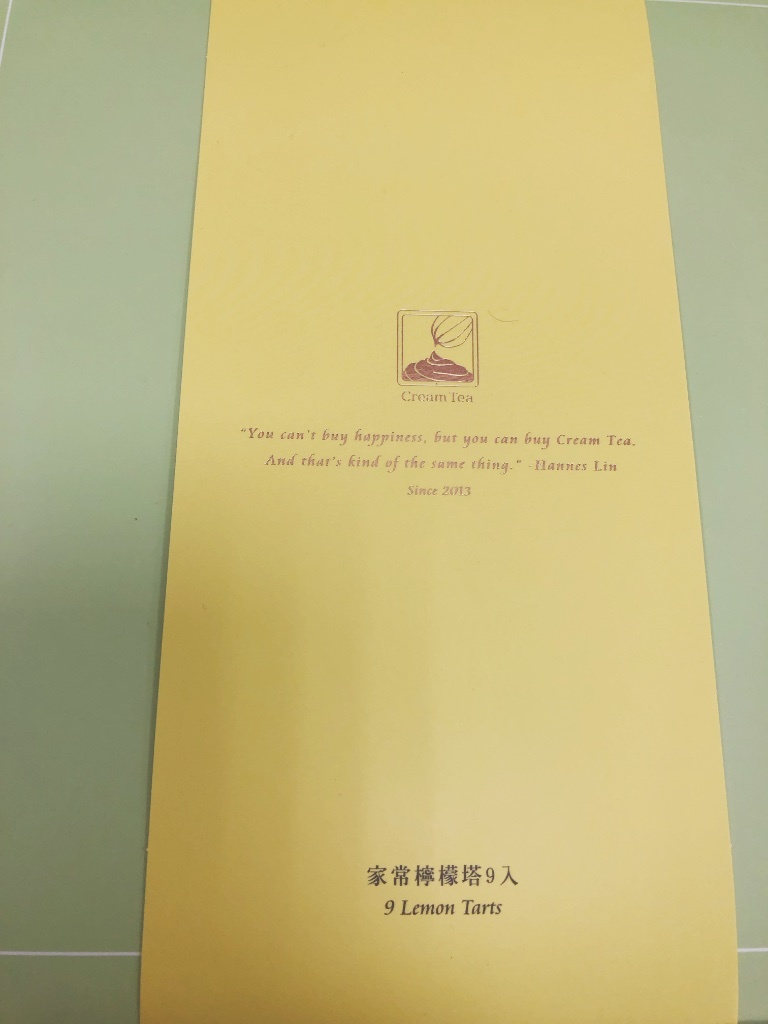 Cream Tea
"You can't buy happiness, but you can buy Cream Tea.
And that's kind of the same thing." -Hannes Lin
Since 2013
家常檸檬塔9入
9 Lemon Tarts